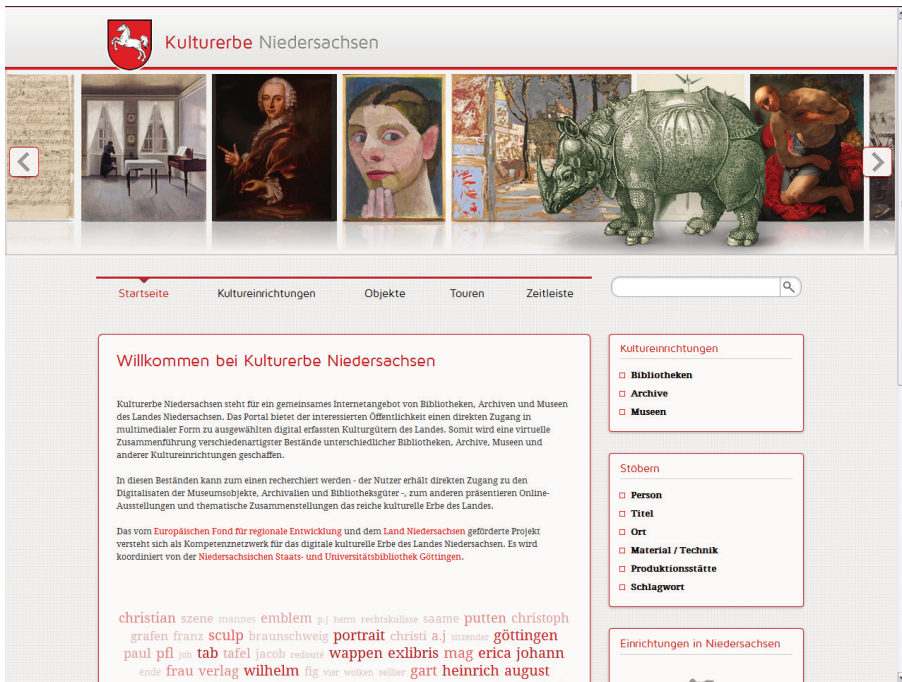 Kulturerbe Niedersachsen
Startseite Kultureinrichtungen Objekte Touren Zeitleiste
Willkommen bei Kulturerbe Niedersachsen
Kulturerbe Niedersachsen steht für ein gemeinsames Internetangebot von Bibliotheken, Archiven und Museen
des Landes Niedersachsen. Das Portal bietet der interessierten Öffentlichkeit einen direkten Zugang in
multimedialer Form zu ausgewählten digital erfassten Kulturgütern des Landes. Somit wird eine virtuelle
Zusammenführung verschiedenartigster Bestände unterschiedlicher Bibliotheken, Archive, Museen und
anderer Kultureinrichtungen geschaffen.
In diesen Beständen kann zum einen recherchiert werden - der Nutzer erhält direkten Zugang zu den
Digitalisaten der Museumsobjekte, Archivalien und Bibliotheksgüter -, zum anderen präsentieren Online-
Ausstellungen und thematische Zusammenstellungen das reiche kulturelle Erbe des Landes.
Das vom Europäischen Fond für regionale Entwicklung und dem Land Niedersachsen geförderte Projekt
versteht sich als Kompetenznetzwerk für das digitale kulturelle Erbe des Landes Niedersachsen. Es wird
koordiniert von der Niedersachsischen Staats- und Universitätsbibliothek Göttingen.
christian szene mannes emblem p.j herrn rechtskulisse saame putten christoph
grafen franz sculp braunschweig portrait christi a.j sitzender göttingen
paul pfl joh tab tafel jacob redouté wappen exlibris mag erica johann
ende frau verlag wilhelm fig vier wolken sellier gart heinrich august
Kultureinrichtungen
Bibliotheken
Archive
Museen
Stöbern
Person
Titel
Ort
Material / Technik
Produktionsstätte
Schlagwort
Einrichtungen in Niedersachsen